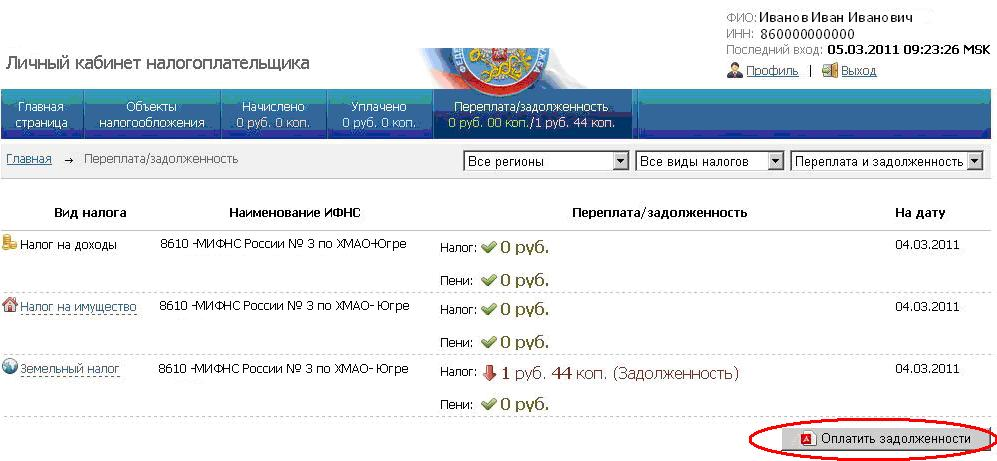 ФИО: Иванов Иван Иванович
ИНН: 860000000000
Последний вход: 05.03.2011 09:23:26 MSK
Профиль | Выход
Личный кабинет налогоплательщика
Главная страница
Объекты налогообложения
Начислено 0 руб. 0 коп.
Уплачено 0 руб. 0 коп.
Переплата/задолженность 0 руб. 00 коп./1 руб. 44 коп.
Главная → Переплата/задолженность
Все регионы
Все виды налогов
Переплата и задолженность
Вид налога Наименование ИФНС Переплата/задолженность На дату
Налог на доходы 8610 -МИФНС России № 3 по ХМАО-Югре Налог: 0 руб. 04.03.2011
Пени: 0 руб.
Налог на имущество 8610 -МИФНС России № 3 по ХМАО- Югре Налог: 0 руб. 04.03.2011
Пени: 0 руб.
Земельный налог 8610 -МИФНС России № 3 по ХМАО- Югре Налог: 1 руб. 44 коп. (Задолженность) 04.03.2011
Пени: 0 руб.
Оплатить задолженности